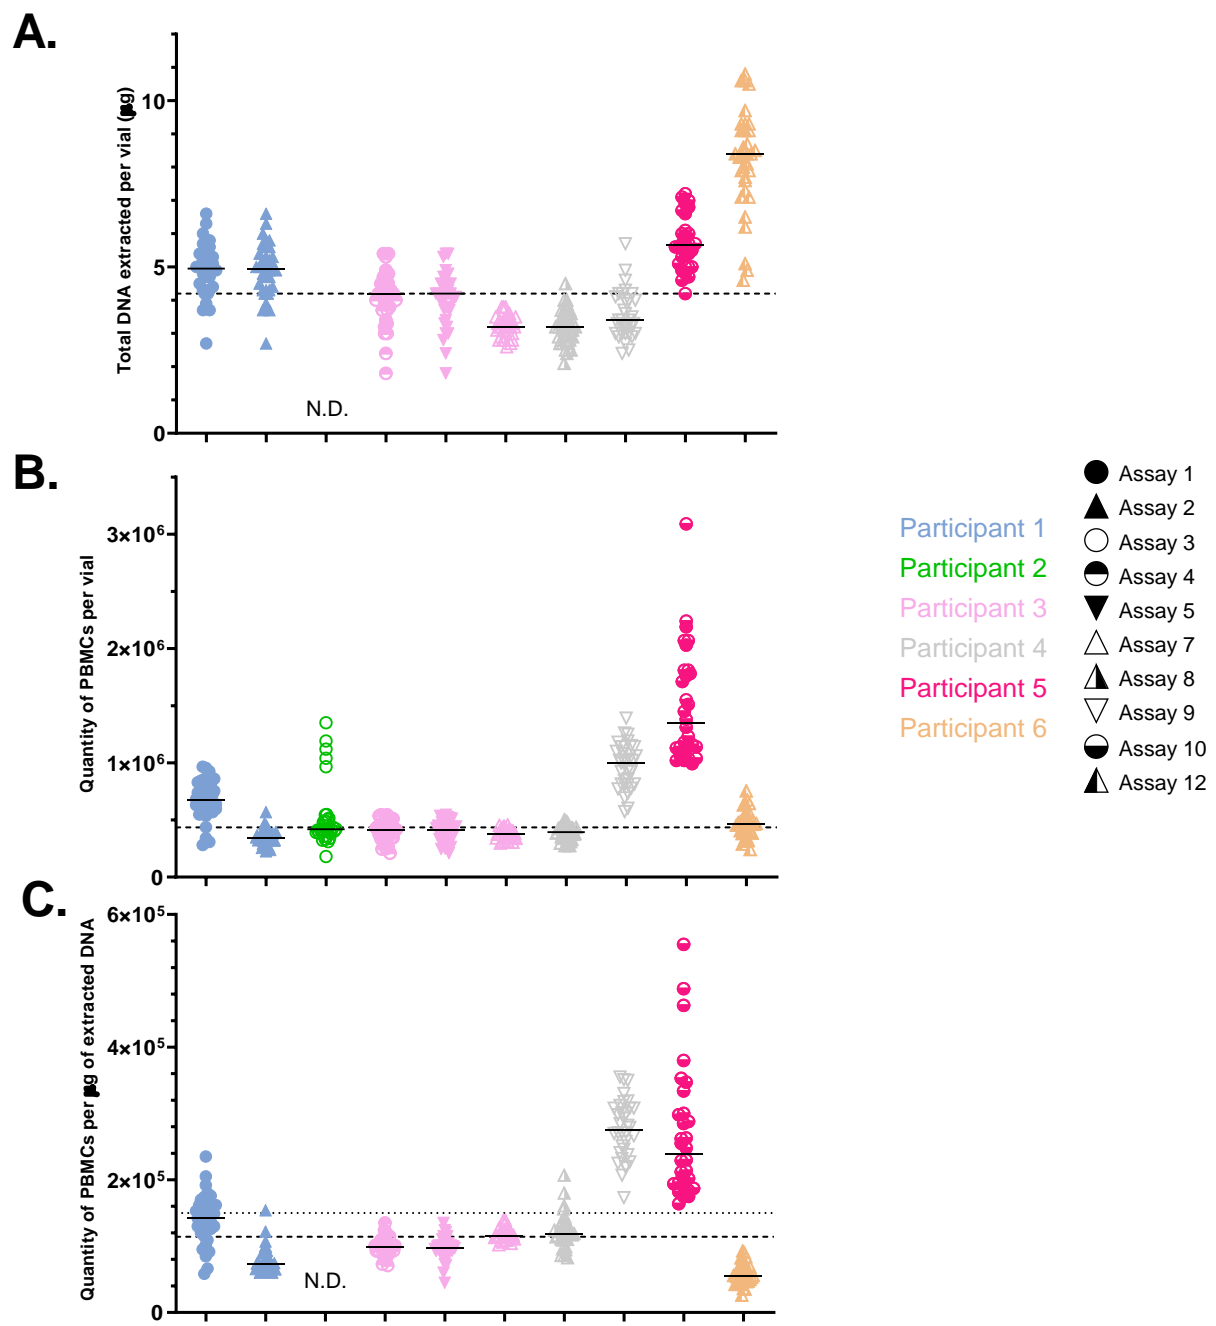 A.
Total DNA extracted per vial (µg)
10
5
0
N.D.
B.
Quantity of PBMCs per vial
3×10⁶
2×10⁶
1×10⁶
0
Participant 1
Participant 2
Participant 3
Participant 4
Participant 5
Participant 6
Assay 1
Assay 2
Assay 3
Assay 4
Assay 5
Assay 7
Assay 8
Assay 9
Assay 10
Assay 12
C.
Quantity of PBMCs per µg of extracted DNA
6×10⁵
4×10⁵
2×10⁵
0
N.D.